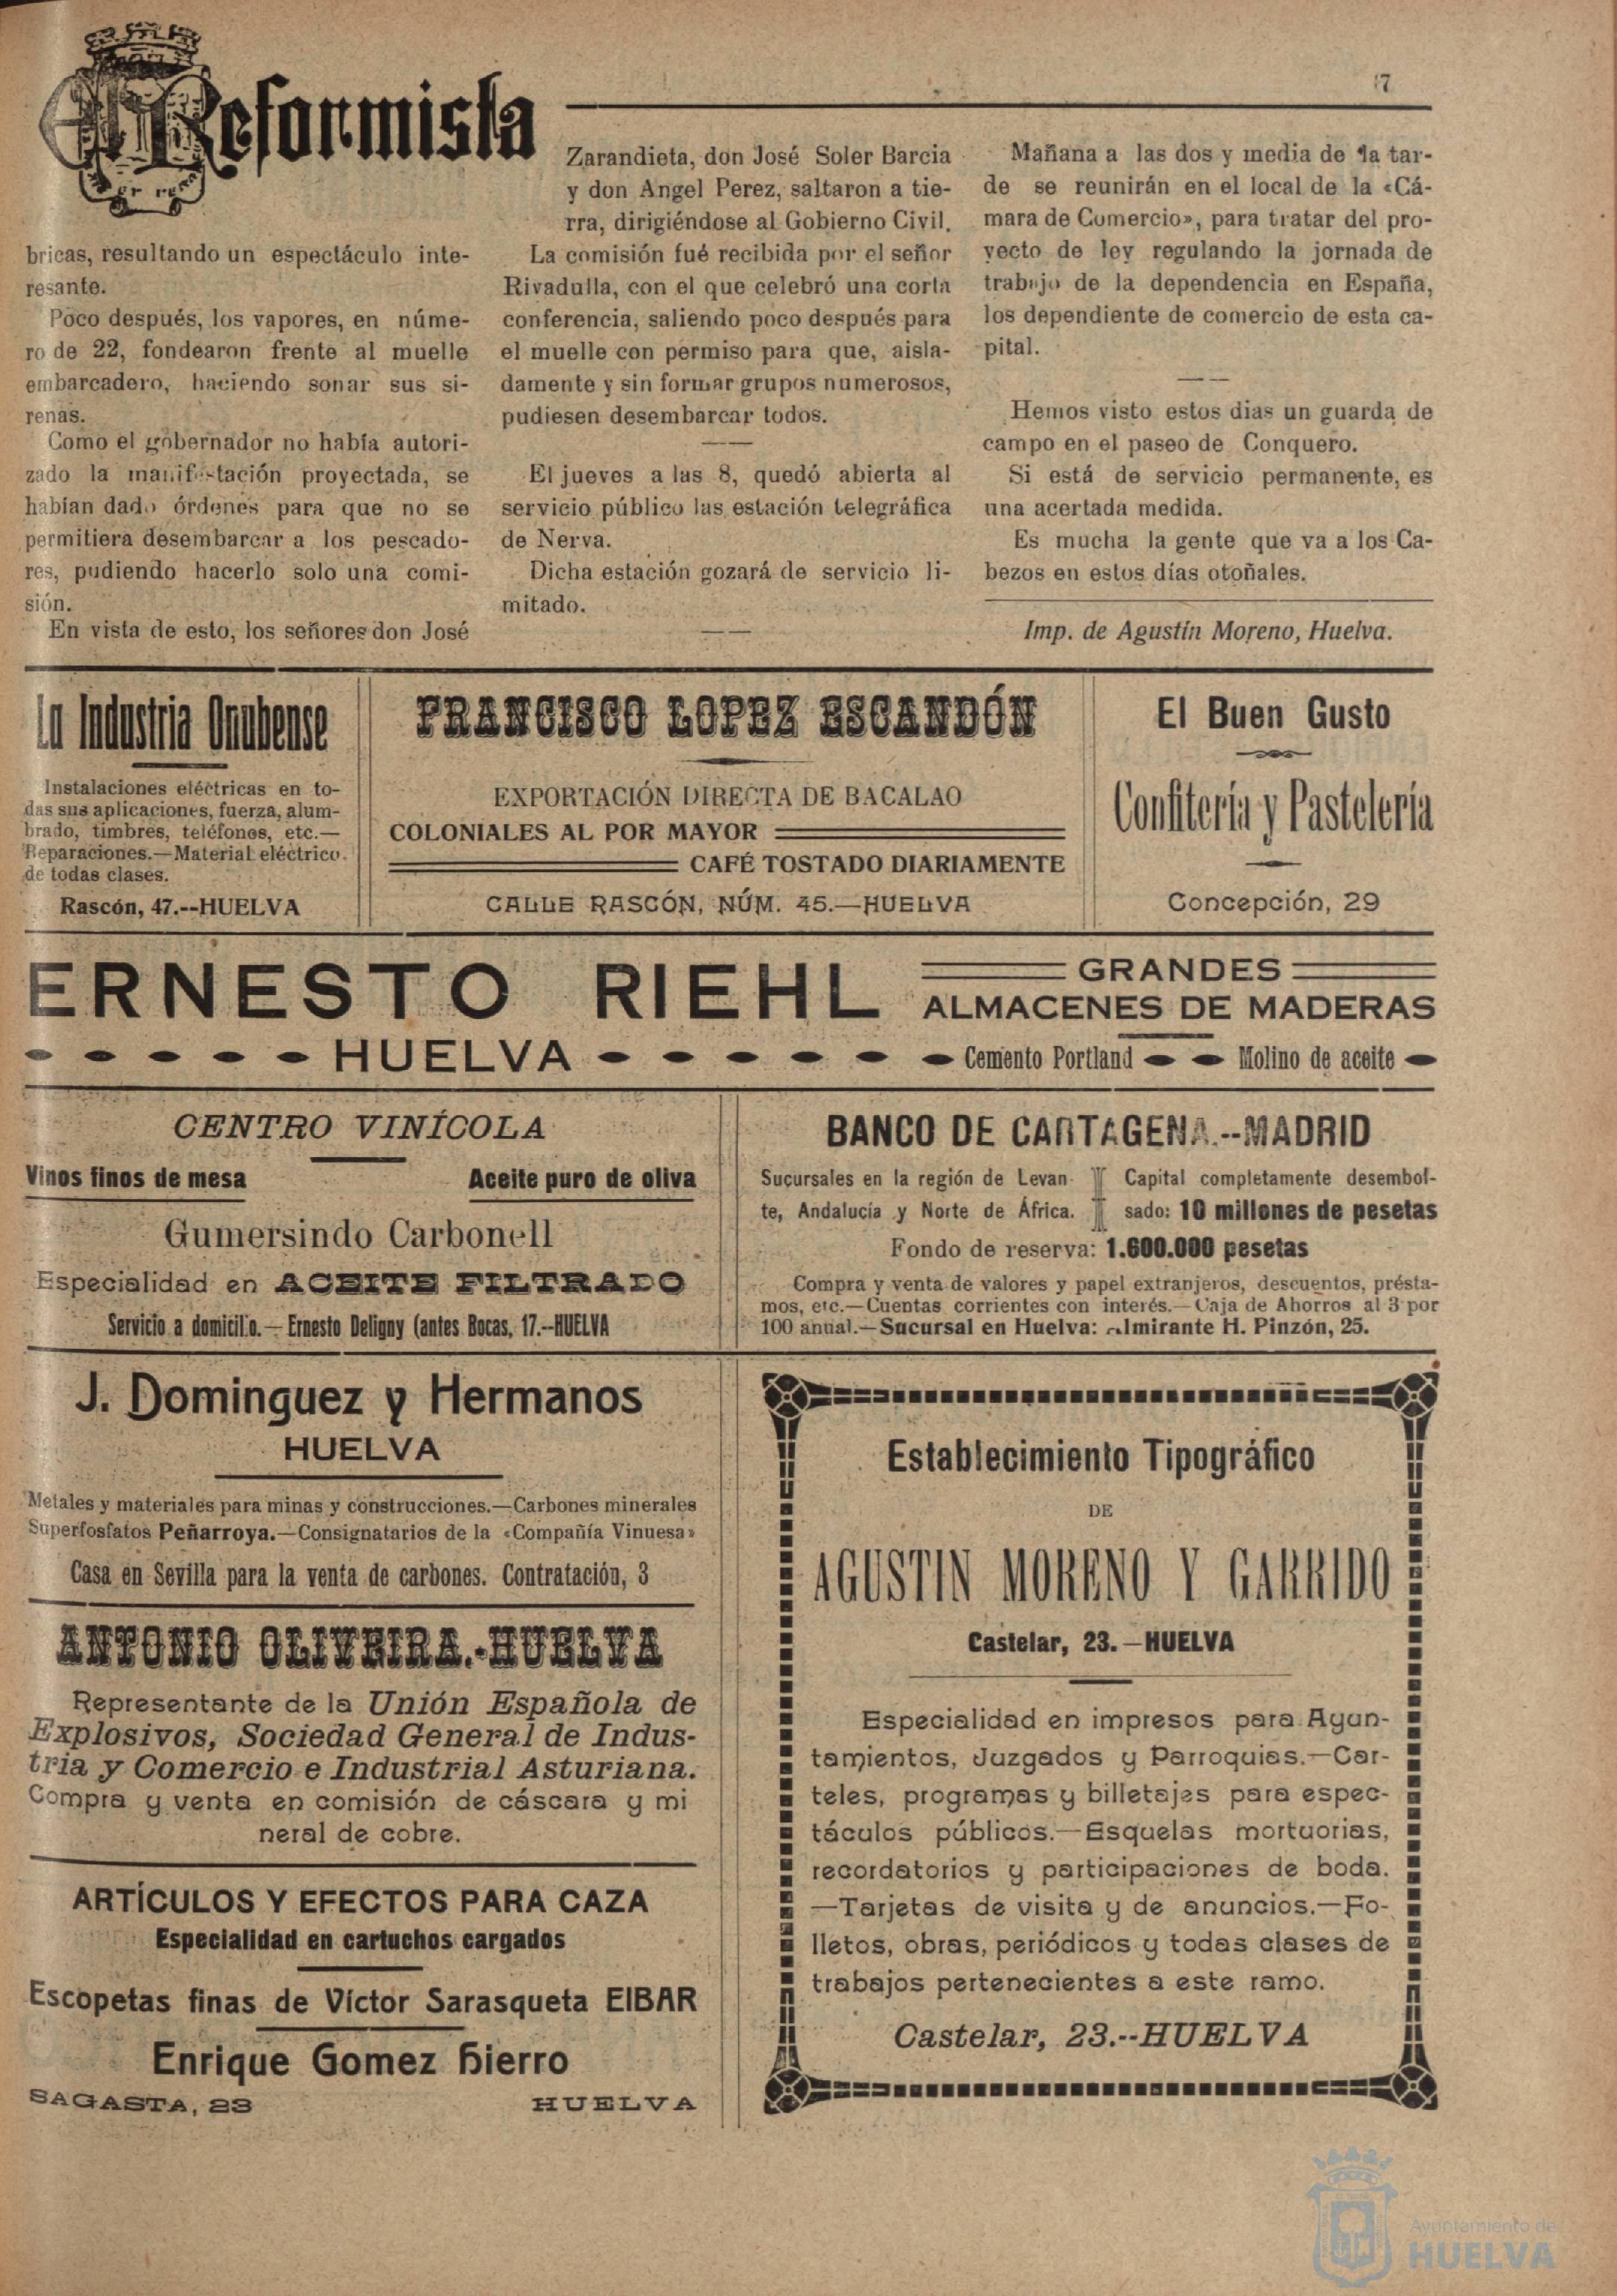 El Reformista
7
bricas, resultando un espectáculo inte-
resante.
Poco después, los vapores, en núme-
ro de 22, fondearon frente al muelle
embarcadero, haciendo sonar sus si-
renas.
Como el gobernador no había autori-
zado la manifestación proyectada, se
habían dado órdenes para que no se
permitiera desembarcar a los pescado-
res, pudiendo hacerlo solo una comi-
sión.
En vista de esto, los señores don José
Zarandieta, don José Soler Barcia
y don Angel Perez, saltaron a tie-
rra, dirigiéndose al Gobierno Civil.
La comisión fué recibida por el señor
Rivadulla, con el que celebró una corta
conferencia, saliendo poco después para
el muelle con permiso para que, aisla-
damente y sin formar grupos numerosos,
pudiesen desembarcar todos.
El jueves a las 8, quedó abierta al
servicio público las estación telegráfica
de Nerva.
Dicha estación gozará de servicio li-
mitado.
Mañana a las dos y media de la tar-
de se reunirán en el local de la «Cá-
mara de Comercio», para tratar del pro-
yecto de ley regulando la jornada de
trabajo de la dependencia en España,
los dependiente de comercio de esta ca-
pital.
Hemos visto estos dias un guarda de
campo en el paseo de Conquero.
Si está de servicio permanente, es
una acertada medida.
Es mucha la gente que va a los Ca-
bezos en estos días otoñales.
Imp. de Agustín Moreno, Huelva.
La Industria Onubense
Instalaciones eléctricas en to-
das sus aplicaciones, fuerza, alum-
brado, timbres, teléfonos, etc.—
Reparaciones.—Material eléctrico
de todas clases.
Rascón, 47.--HUELVA
FRANCISCO LOPEZ ESCANDÓN
EXPORTACIÓN DIRECTA DE BACALAO
COLONIALES AL POR MAYOR
CAFÉ TOSTADO DIARIAMENTE
CALLE RASCÓN, NÚM. 45.—HUELVA
El Buen Gusto
Confitería y Pastelería
Concepción, 29
ERNESTO RIEHL
HUELVA
GRANDES
ALMACENES DE MADERAS
Cemento Portland Molino de aceite
CENTRO VINÍCOLA
Vinos finos de mesa Aceite puro de oliva
Gumersindo Carbonell
Especialidad en ACEITE FILTRADO
Servicio a domicilio.— Ernesto Deligny (antes Bocas, 17.--HUELVA
BANCO DE CARTAGENA.--MADRID
Sucursales en la región de Levan-
te, Andalucía y Norte de África.
Capital completamente desembol-
sado: 10 millones de pesetas
Fondo de reserva: 1.600.000 pesetas
Compra y venta de valores y papel extranjeros, descuentos, présta-
mos, etc.—Cuentas corrientes con interés.—Caja de Ahorros al 3 por
100 anual.—Sucursal en Huelva: Almirante H. Pinzón, 25.
J. Dominguez y Hermanos
HUELVA
Metales y materiales para minas y construcciones.—Carbones minerales
Superfosfatos Peñarroya.—Consignatarios de la «Compañía Vinuesa»
Casa en Sevilla para la venta de carbones. Contratación, 3
ANTONIO OLIVEIRA.-HUELVA
Representante de la Unión Española de
Explosivos, Sociedad General de Indus-
tria y Comercio e Industrial Asturiana.
Compra y venta en comisión de cáscara y mi
neral de cobre.
ARTÍCULOS Y EFECTOS PARA CAZA
Especialidad en cartuchos cargados
Escopetas finas de Víctor Sarasqueta EIBAR
Enrique Gomez Hierro
SAGASTA, 23 HUELVA
Establecimiento Tipográfico
DE
AGUSTIN MORENO Y GARRIDO
Castelar, 23.—HUELVA
Especialidad en impresos para Ayun-
tamientos, Juzgados y Parroquias.—Car-
teles, programas y billetajes para espec-
táculos públicos.—Esquelas mortuorias,
recordatorios y participaciones de boda.
—Tarjetas de visita y de anuncios.—Fo-
lletos, obras, periódicos y todas clases de
trabajos pertenecientes a este ramo.
Castelar, 23.--HUELVA
Ayuntamiento de
HUELVA